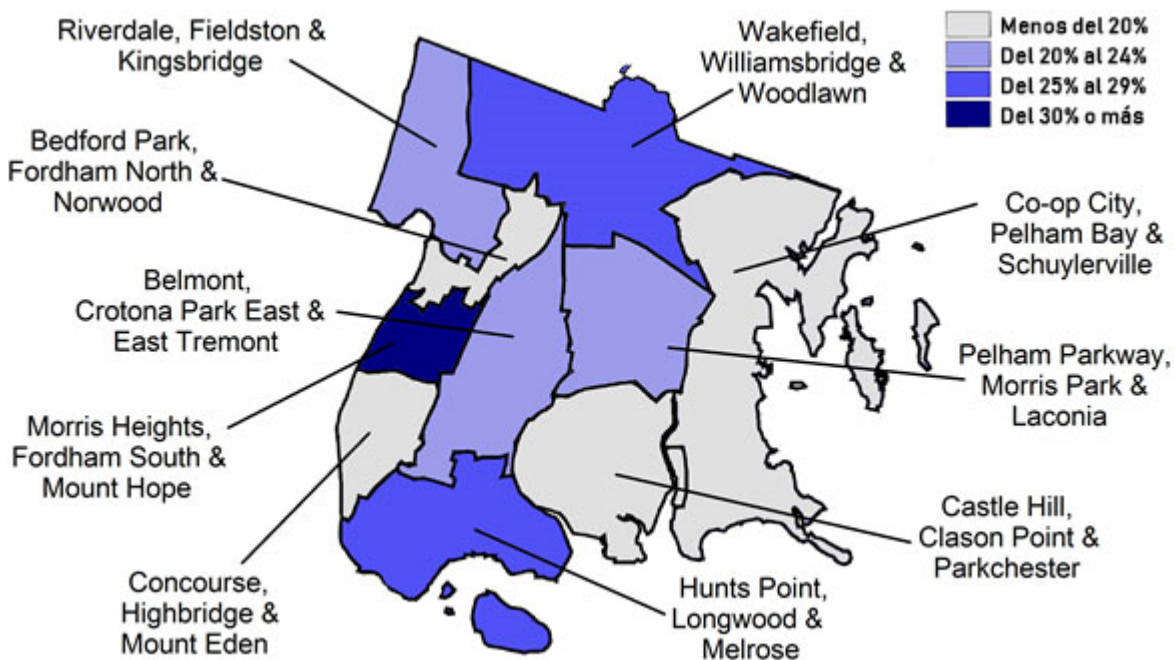 Riverdale, Fieldston &
Kingsbridge
Wakefield,
Williamsbridge &
Woodlawn
Menos del 20%
Del 20% al 24%
Del 25% al 29%
Del 30% o más
Bedford Park,
Fordham North &
Norwood
Co-op City,
Pelham Bay &
Schuylerville
Belmont,
Crotona Park East &
East Tremont
Pelham Parkway,
Morris Park &
Laconia
Morris Heights,
Fordham South &
Mount Hope
Castle Hill,
Clason Point &
Parkchester
Concourse,
Highbridge &
Mount Eden
Hunts Point,
Longwood &
Melrose